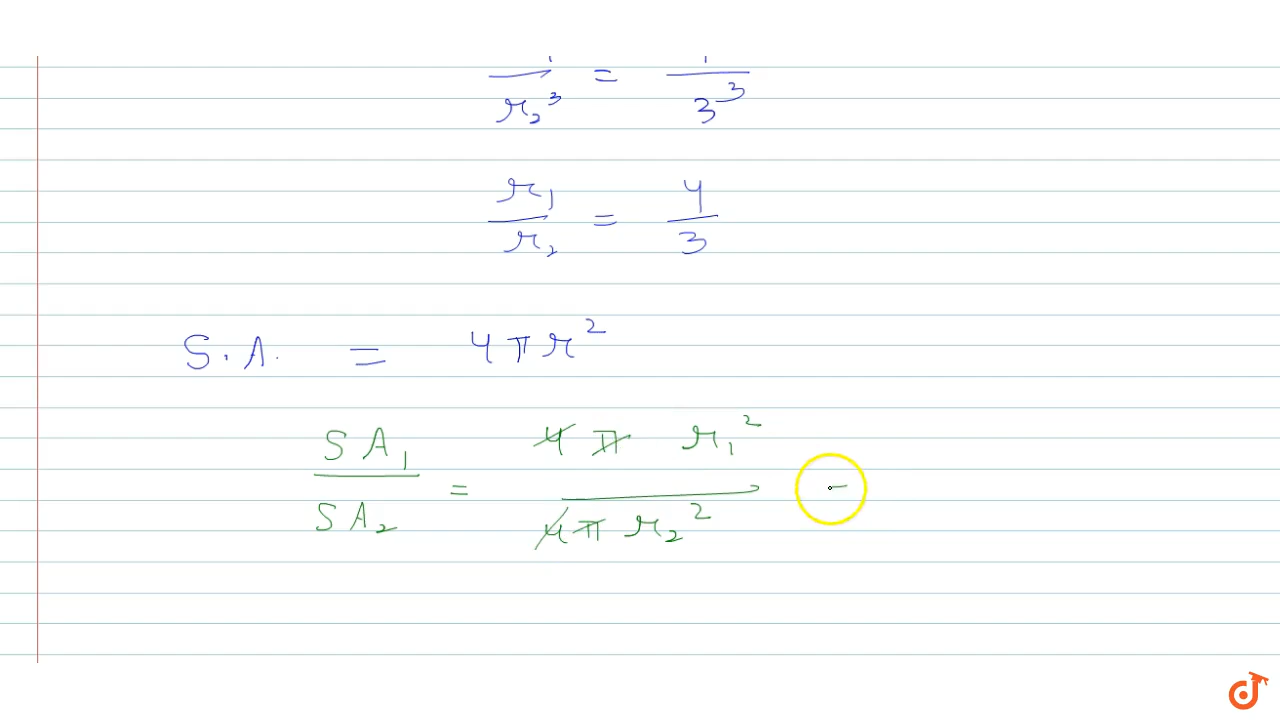 r₂³ = 3³
r₁/r₂ = 4/3
S.A. = 4πr²
SA₁/SA₂ = 4π r₁²/4π r₂² =